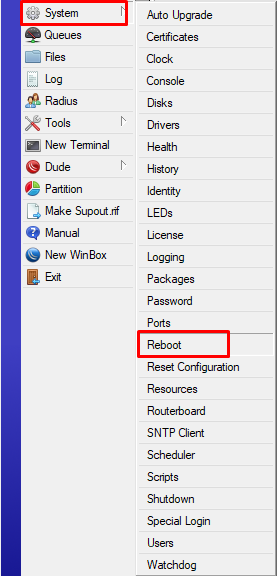 System
Queues
Files
Log
Radius
Tools
New Terminal
Dude
Partition
Make Supout.rif
Manual
New WinBox
Exit
Auto Upgrade
Certificates
Clock
Console
Disks
Drivers
Health
History
Identity
LEDs
License
Logging
Packages
Password
Ports
Reboot
Reset Configuration
Resources
Routerboard
SNTP Client
Scheduler
Scripts
Shutdown
Special Login
Users
Watchdog